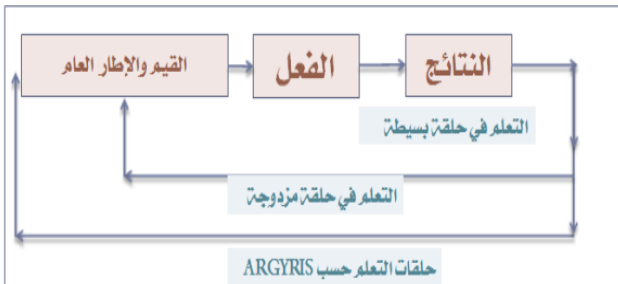 القيم والإطار العام
الفعل
النتائج
التعلم في حلقة بسيطة
التعلم في حلقة مزدوجة
حلقات التعلم حسب ARGYRIS